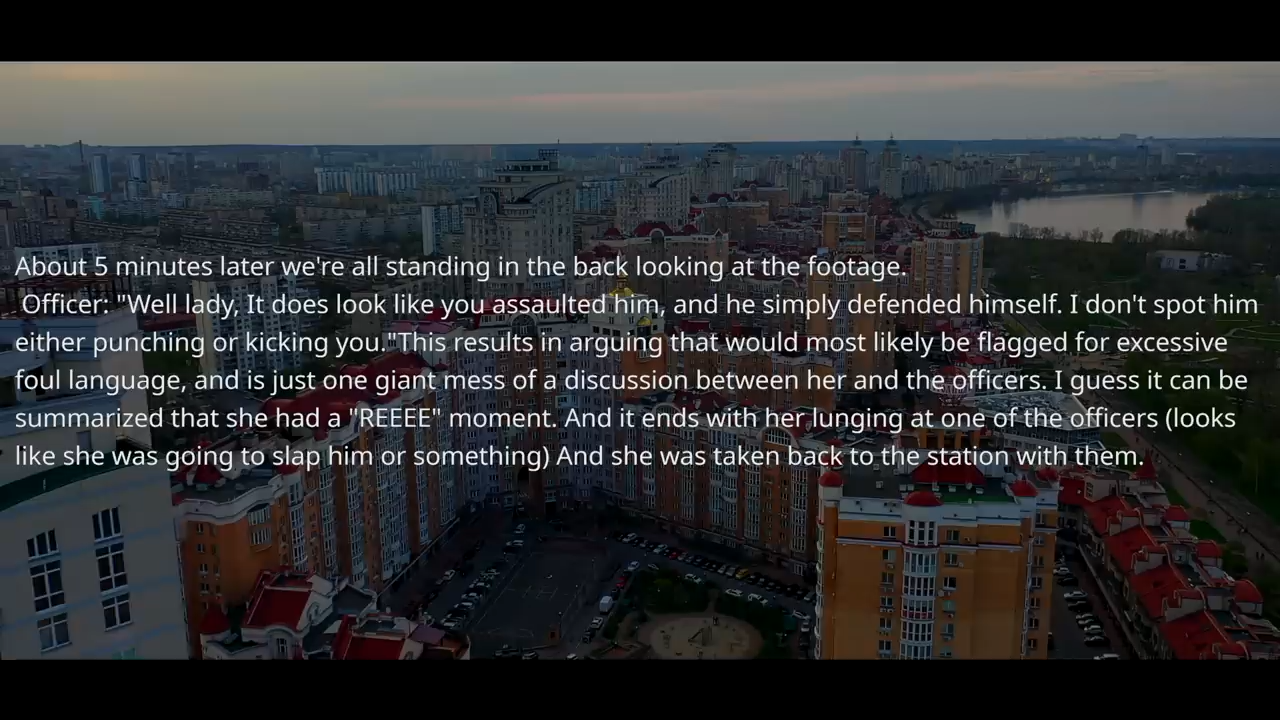 About 5 minutes later we're all standing in the back looking at the footage.
Officer: "Well lady, It does look like you assaulted him, and he simply defended himself. I don't spot him
either punching or kicking you."This results in arguing that would most likely be flagged for excessive
foul language, and is just one giant mess of a discussion between her and the officers. I guess it can be
summarized that she had a "REEEE" moment. And it ends with her lunging at one of the officers (looks
like she was going to slap him or something) And she was taken back to the station with them.